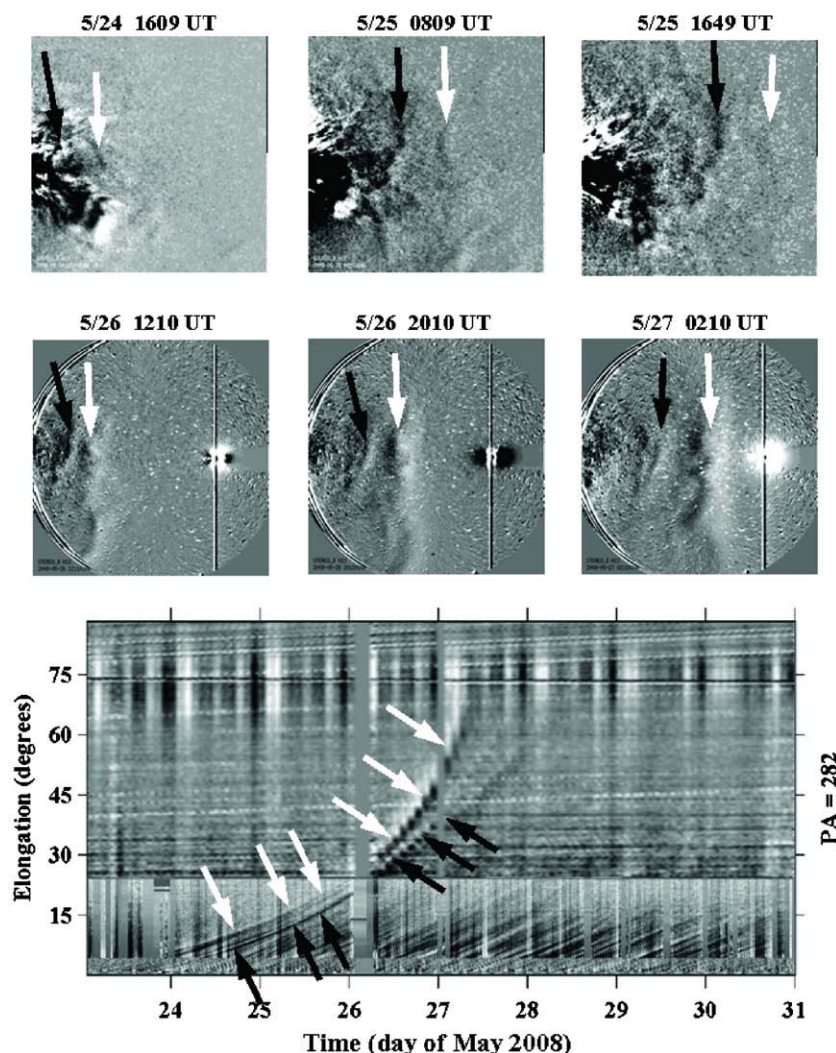 5/24 1609 UT
5/25 0809 UT
5/25 1649 UT
5/26 1210 UT
5/26 2010 UT
5/27 0210 UT
Elongation (degrees)
75
60
45
30
15
PA = 282
24
25
26
27
28
29
30
31
Time (day of May 2008)